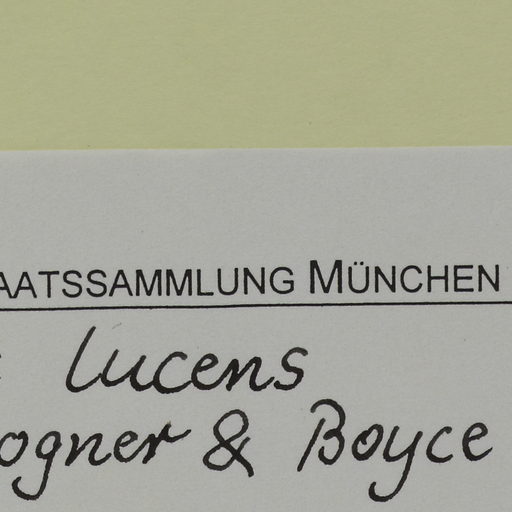 AATSSAMMLUNG MÜNCHEN
lucens
ogner & Boyce